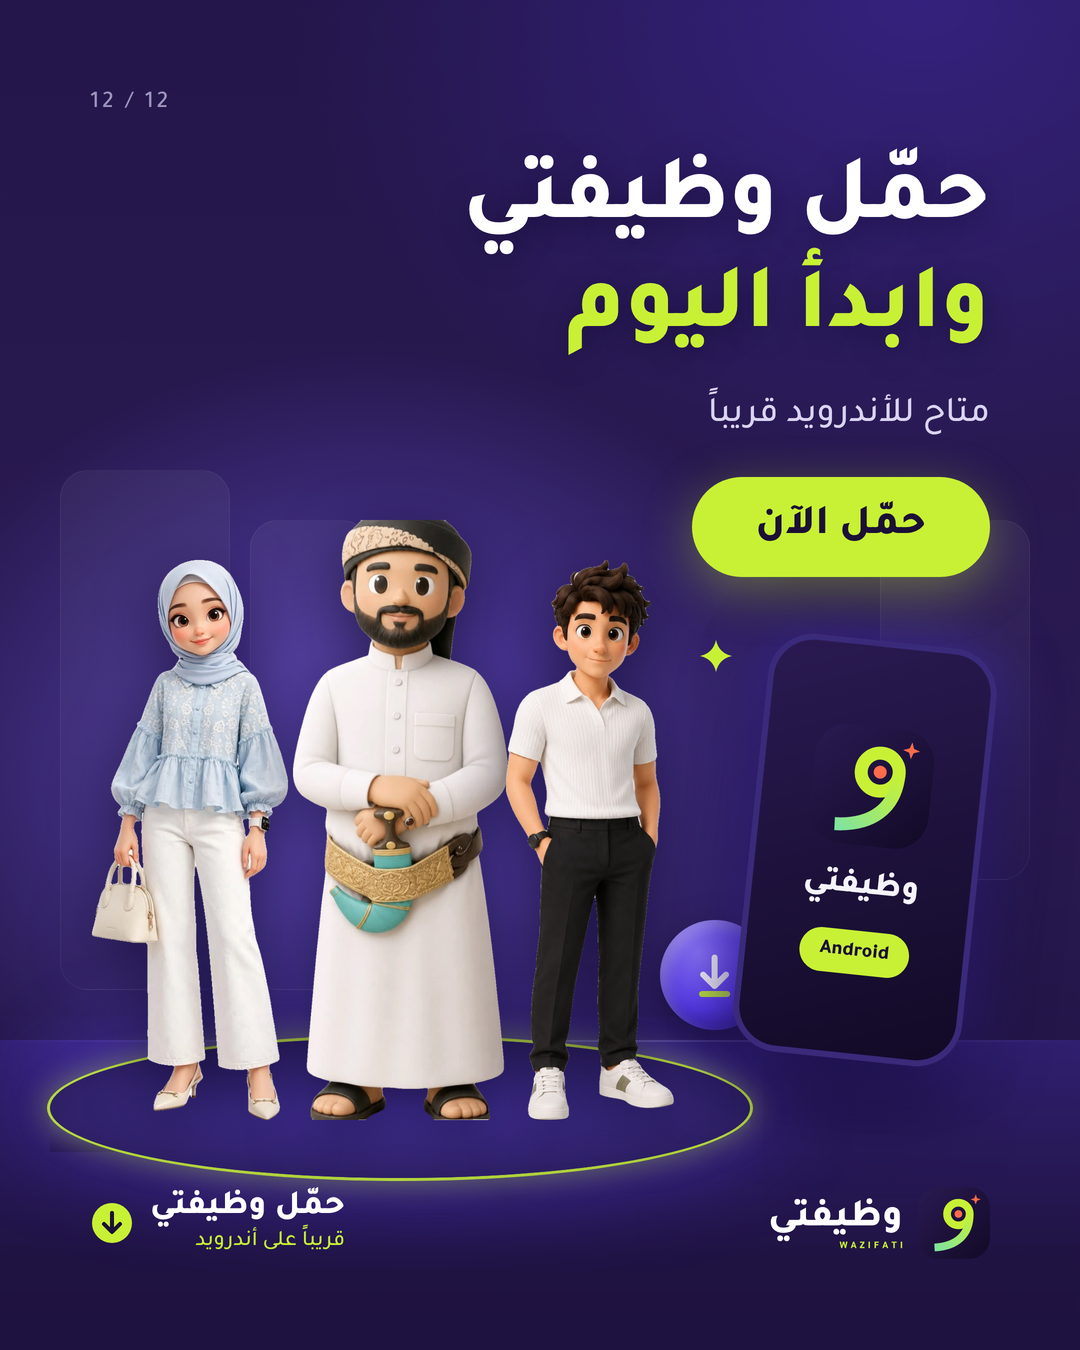 12 / 12
حمّل وظيفتي
وابدأ اليوم
متاح للأندرويد قريباً
حمّل الآن
وظيفتي
Android
حمّل وظيفتي
قريباً على أندرويد
وظيفتي
WAZIFATI